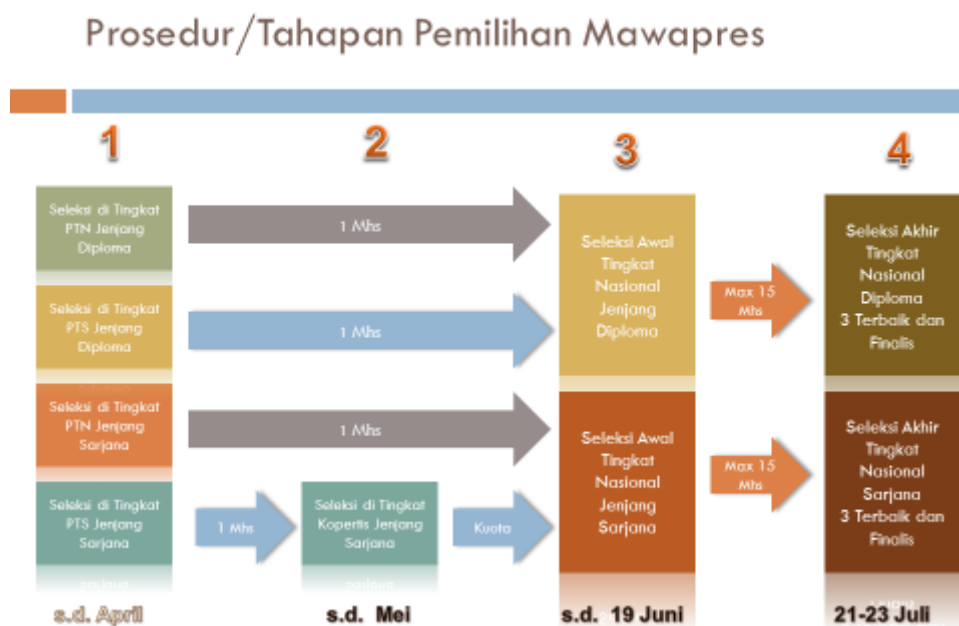 Prosedur/Tahapan Pemilihan Mawapres
1
2
3
4
Seleksi di Tingkat
PTN Jenjang
Diploma
1 Mhs
Seleksi di Tingkat
PTS Jenjang
Diploma
1 Mhs
Seleksi Awal
Tingkat
Nasional
Jenjang
Diploma
Max 15
Mhs
Seleksi Akhir
Tingkat
Nasional
Diploma
3 Terbaik dan
Finalis
Seleksi di Tingkat
PTN Jenjang
Sarjana
1 Mhs
Seleksi di Tingkat
PTS Jenjang
Sarjana
1 Mhs
Seleksi di Tingkat
Kopertis Jenjang
Sarjana
Kuota
Seleksi Awal
Tingkat
Nasional
Jenjang
Sarjana
Max 15
Mhs
Seleksi Akhir
Tingkat
Nasional
Sarjana
3 Terbaik dan
Finalis
s.d. April
s.d. Mei
s.d. 19 Juni
21-23 Juli